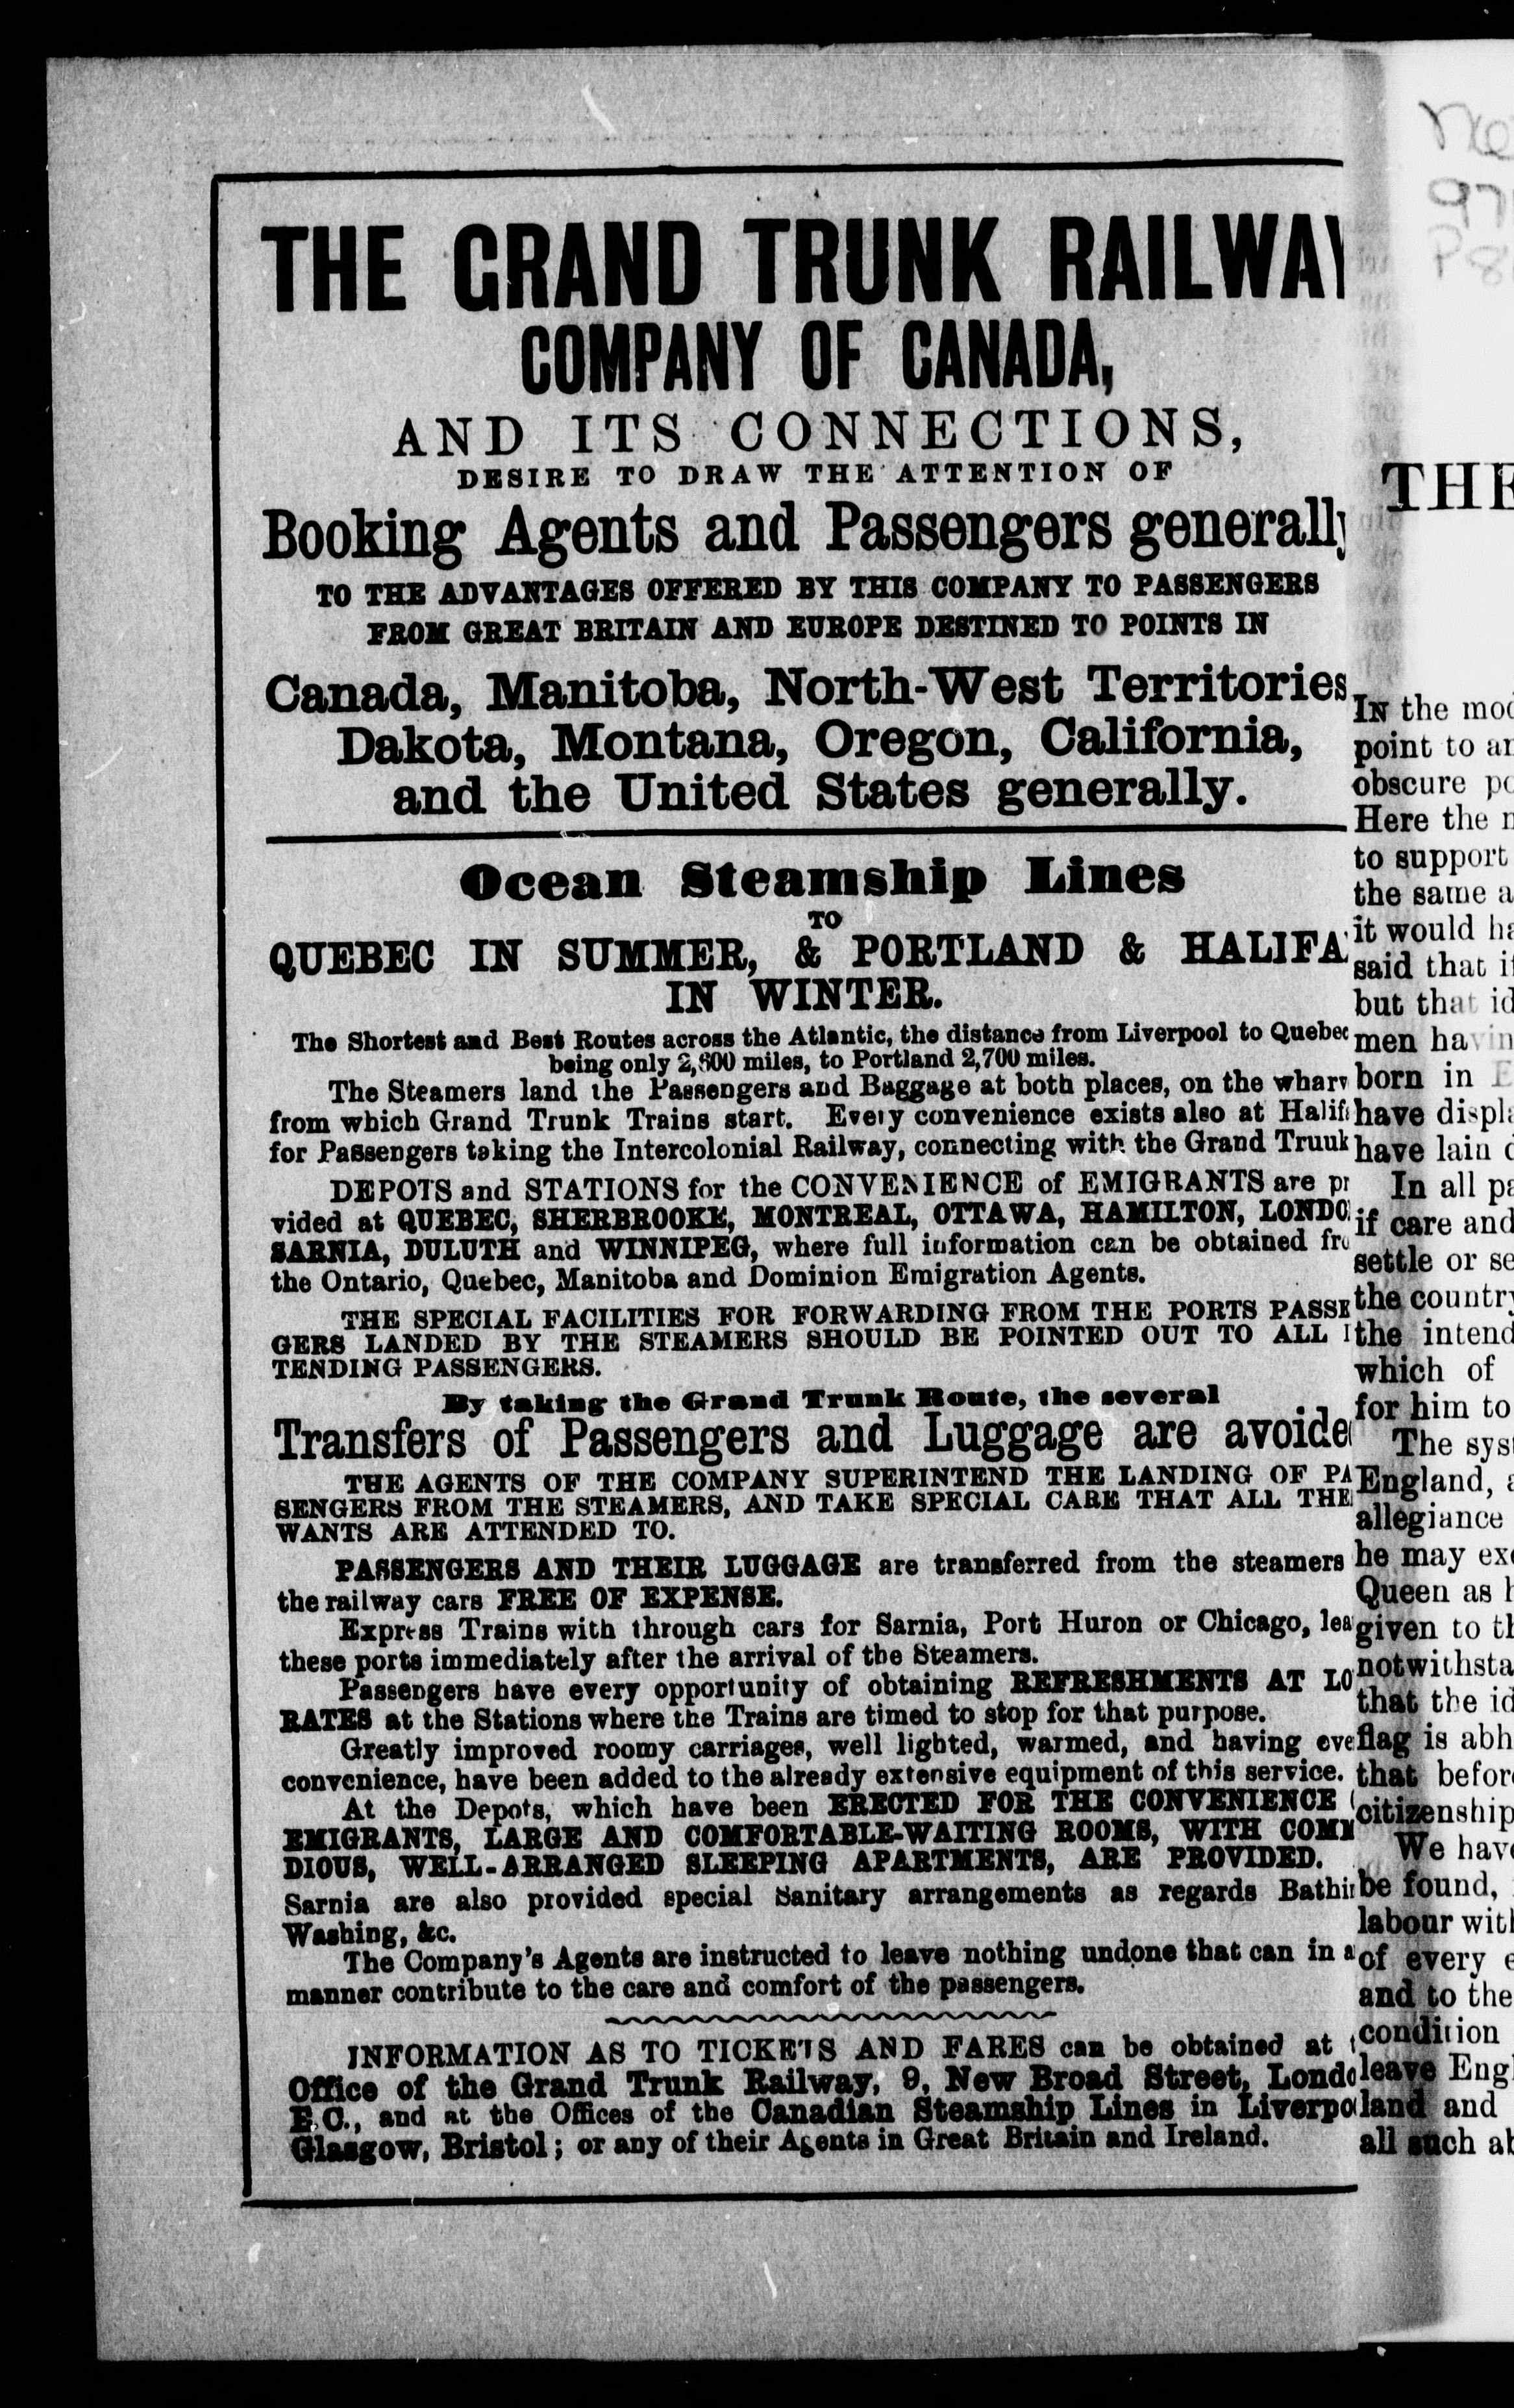 THE GRAND TRUNK RAILWAY
COMPANY OF CANADA,
AND ITS CONNECTIONS,
DESIRE TO DRAW THE ATTENTION OF
Booking Agents and Passengers generally
TO THE ADVANTAGES OFFERED BY THIS COMPANY TO PASSENGERS
FROM GREAT BRITAIN AND EUROPE DESTINED TO POINTS IN
Canada, Manitoba, North-West Territories
Dakota, Montana, Oregon, California,
and the United States generally.
Ocean Steamship Lines
TO
QUEBEC IN SUMMER, & PORTLAND & HALIFA
IN WINTER.
The Shortest and Best Routes across the Atlantic, the distance from Liverpool to Quebec
being only 2,600 miles, to Portland 2,700 miles.
The Steamers land the Passengers and Baggage at both places, on the whar
from which Grand Trunk Trains start. Every convenience exists also at Halif
for Passengers taking the Intercolonial Railway, connecting with the Grand Trunk
DEPOTS and STATIONS for the CONVENIENCE of EMIGRANTS are pr
vided at QUEBEC, SHERBROOKE, MONTREAL, OTTAWA, HAMILTON, LONDO
SARNIA, DULUTH and WINNIPEG, where full information can be obtained fro
the Ontario, Quebec, Manitoba and Dominion Emigration Agents.
THE SPECIAL FACILITIES FOR FORWARDING FROM THE PORTS PASSE
GERS LANDED BY THE STEAMERS SHOULD BE POINTED OUT TO ALL I
TENDING PASSENGERS.
By taking the Grand Trunk Route, the several
Transfers of Passengers and Luggage are avoide
THE AGENTS OF THE COMPANY SUPERINTEND THE LANDING OF PA
SENGERS FROM THE STEAMERS, AND TAKE SPECIAL CARE THAT ALL THE
WANTS ARE ATTENDED TO.
PASSENGERS AND THEIR LUGGAGE are transferred from the steamers
the railway cars FREE OF EXPENSE.
Express Trains with through cars for Sarnia, Port Huron or Chicago, lea
these ports immediately after the arrival of the Steamers.
Passengers have every opportunity of obtaining REFRESHMENTS AT LO
RATES at the Stations where the Trains are timed to stop for that purpose.
Greatly improved roomy carriages, well lighted, warmed, and having eve
convenience, have been added to the already extensive equipment of this service.
At the Depots, which have been ERECTED FOR THE CONVENIENCE
EMIGRANTS, LARGE AND COMFORTABLE-WAITING ROOMS, WITH COMM
DIOUS, WELL-ARRANGED SLEEPING APARTMENTS, ARE PROVIDED.
Sarnia are also provided special Sanitary arrangements as regards Bathi
Washing, &c.
The Company's Agents are instructed to leave nothing undone that can in a
manner contribute to the care and comfort of the passengers.
INFORMATION AS TO TICKETS AND FARES can be obtained at
Office of the Grand Trunk Railway, 9, New Broad Street, Londo
E.C., and at the Offices of the Canadian Steamship Lines in Liverpo
Glasgow, Bristol; or any of their Agents in Great Britain and Ireland.
THE
IN the mo
point to an
obscure po
Here the
to support
the same a
it would ha
said that i
but that id
men havin
born in E
have displ
have lain
In all pa
if care and
settle or se
the country
the intend
which of
for him to
The sys
England, a
allegiance
he may ex
Queen as h
given to th
notwithsta
that the id
flag is abh
that befor
citizenship
We have
be found,
labour wit
of every e
and to the
condition
leave Engl
land and
all such a